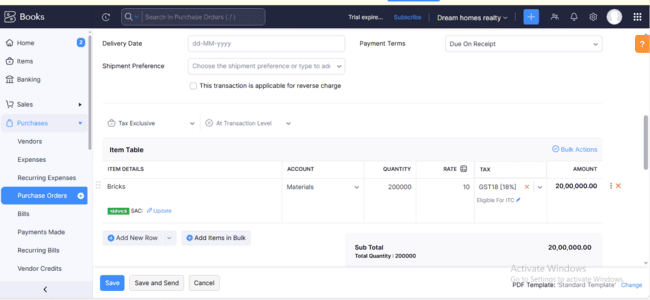 Books
Search in Purchase Orders ( / )
Trial expire...
Subscribe
Dream homes realty
Home
2
Items
Banking
Sales
Purchases
Vendors
Expenses
Recurring Expenses
Purchase Orders
Bills
Payments Made
Recurring Bills
Vendor Credits
Delivery Date
dd-MM-yyyy
Payment Terms
Due On Receipt
Shipment Preference
Choose the shipment preference or type to add
This transaction is applicable for reverse charge
Tax Exclusive
At Transaction Level
Item Table
Bulk Actions
ITEM DETAILS ACCOUNT QUANTITY RATE TAX AMOUNT
Bricks Materials 200000 10 GST18 [18%] 20,00,000.00
Eligible For ITC
SERVICE SAC: Update
Add New Row
Add Items in Bulk
Sub Total 20,00,000.00
Total Quantity : 200000
Save
Save and Send
Cancel
Activate Windows
Go to Settings to activate Windows.
PDF Template: 'Standard Template' Change
?